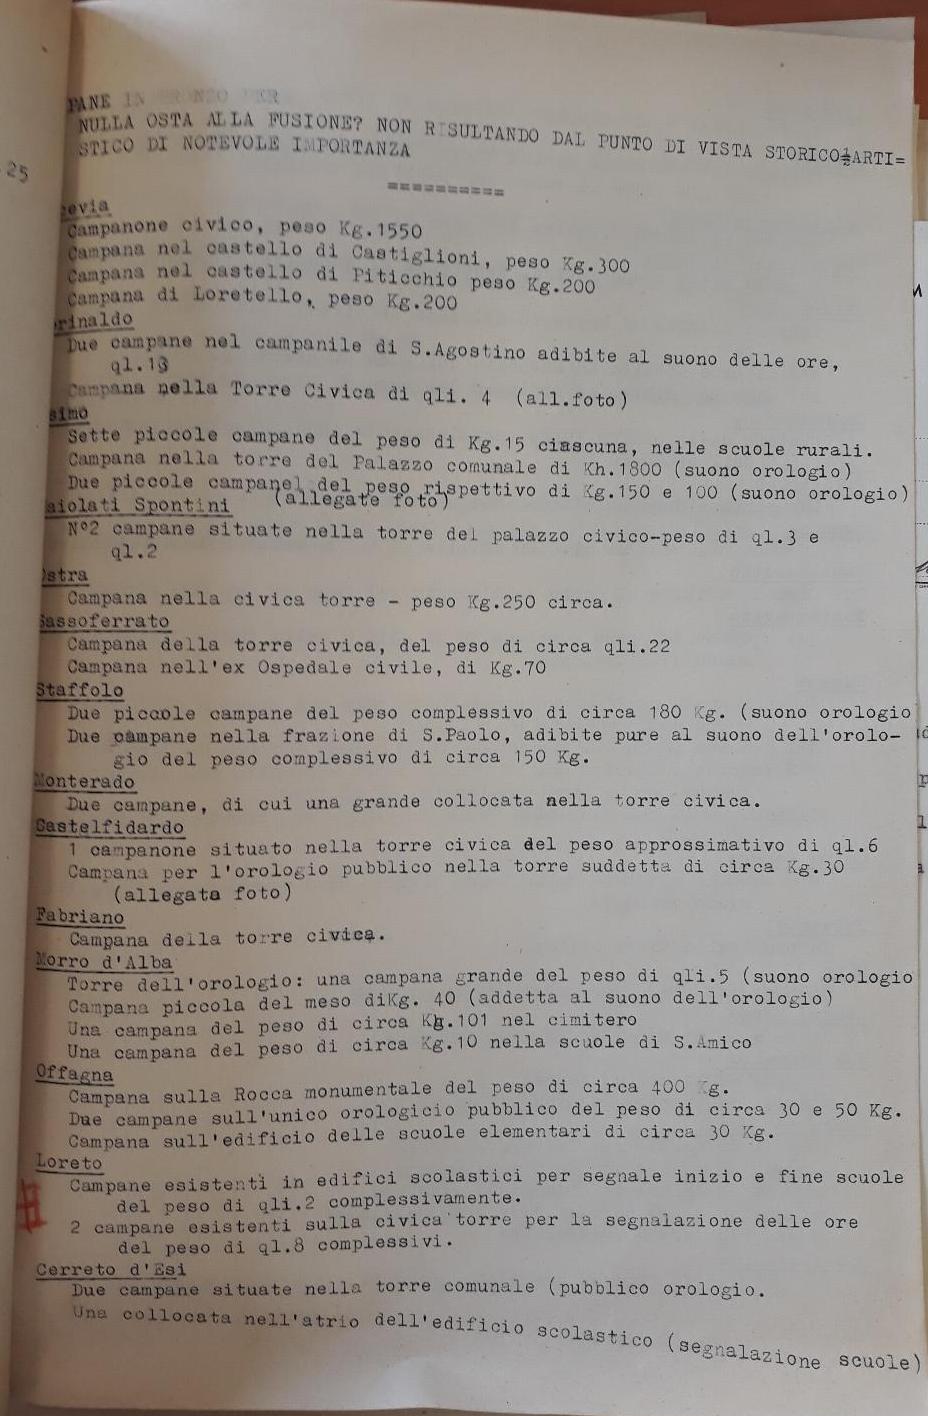 PANE IN BRONZO PER
NULLA OSTA ALLA FUSIONE? NON RISULTANDO DAL PUNTO DI VISTA STORICO½ARTI=
STICO DI NOTEVOLE IMPORTANZA
==========
25
cevia
Campanone civico, peso Kg.1550
Campana nel castello di Castiglioni, peso Kg.300
Campana nel castello di Piticchio peso Kg.200
Campana di Loretello, peso Kg.200
rinaldo
Due campane nel campanile di S.Agostino adibite al suono delle ore,
ql.13
Campana nella Torre Civica di qli. 4 (all.foto)
simo
Sette piccole campane del peso di Kg.15 ciascuna, nelle scuole rurali.
Campana nella torre del Palazzo comunale di Kh.1800 (suono orologio)
Due piccole campane del peso rispettivo di Kg.150 e 100 (suono orologio)
(allegate foto)
aiolati Spontini
N°2 campane situate nella torre del palazzo civico-peso di ql.3 e
ql.2
Ostra
Campana nella civica torre - peso Kg.250 circa.
Sassoferrato
Campana della torre civica, del peso di circa qli.22
Campana nell'ex Ospedale civile, di Kg.70
Staffolo
Due piccole campane del peso complessivo di circa 180 Kg. (suono orologio
Due campane nella frazione di S.Paolo, adibite pure al suono dell'orolo-
gio del peso complessivo di circa 150 Kg.
Monterado
Due campane, di cui una grande collocata nella torre civica.
Castelfidardo
1 campanone situato nella torre civica del peso approssimativo di ql.6
Campana per l'orologio pubblico nella torre suddetta di circa Kg.30
(allegata foto)
Fabriano
Campana della torre civica.
Morro d'Alba
Torre dell'orologio: una campana grande del peso di qli.5 (suono orologio
Campana piccola del meso diKg. 40 (addetta al suono dell'orologio)
Una campana del peso di circa Kg.101 nel cimitero
Una campana del peso di circa Kg.10 nella scuole di S.Amico
Offagna
Campana sulla Rocca monumentale del peso di circa 400 Kg.
Due campane sull'unico orologicio pubblico del peso di circa 30 e 50 Kg.
Campana sull'edificio delle scuole elementari di circa 30 Kg.
Loreto
Campane esistenti in edifici scolastici per segnale inizio e fine scuole
del peso di qli.2 complessivamente.
2 campane esistenti sulla civica torre per la segnalazione delle ore
del peso di ql.8 complessivi.
Cerreto d'Esi
Due campane situate nella torre comunale (pubblico orologio.
Una collocata nell'atrio dell'edificio scolastico (segnalazione scuole)